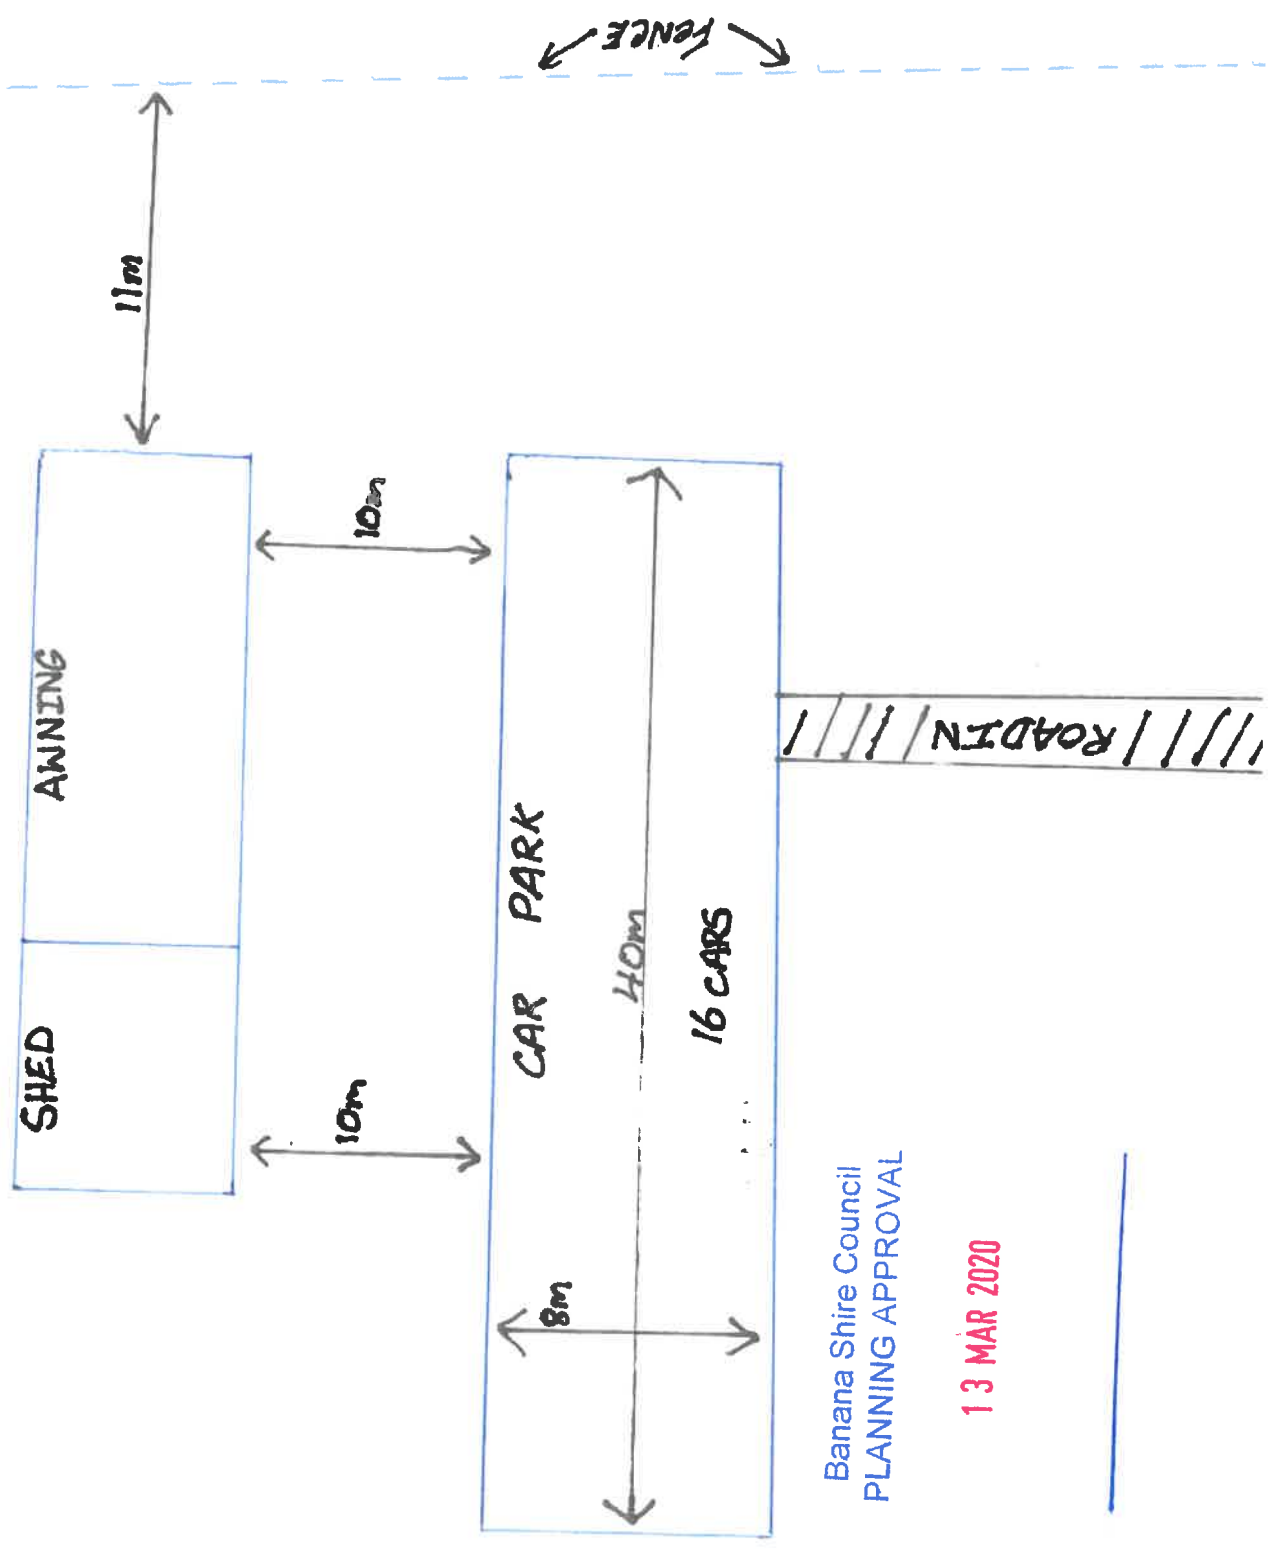 FENCE
11m
AWNING
SHED
10m
10m
CAR PARK
40m
16 CARS
8m
ROAD IN
Banana Shire Council
PLANNING APPROVAL
13 MAR 2020